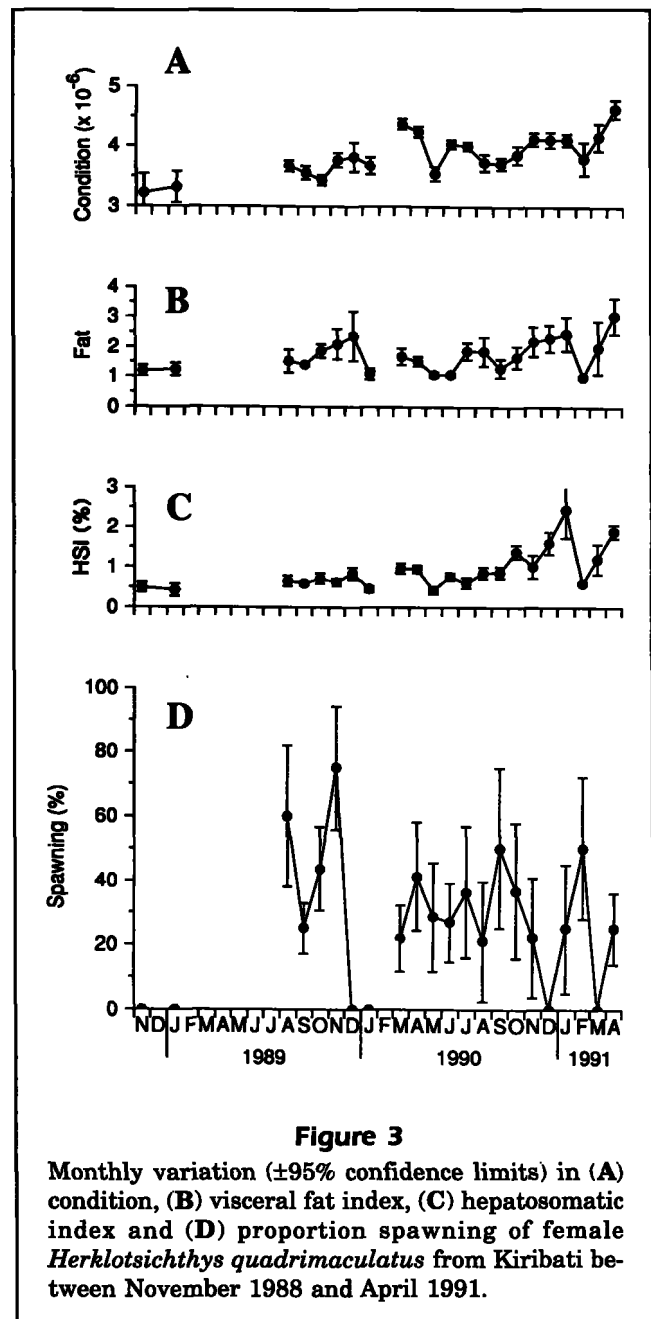 A
Condition (x 10⁻⁶)
5
4
3
B
Fat
4
3
2
1
0
C
HSI (%)
3
2
1
0
D
Spawning (%)
100
80
60
40
20
0
N D J F M A M J J A S O N D J F M A M J J A S O N D J F M A
1989 1990 1991
Figure 3
Monthly variation (±95% confidence limits) in (A)
condition, (B) visceral fat index, (C) hepatosomatic
index and (D) proportion spawning of female
Herklotsichthys quadrimaculatus from Kiribati be-
tween November 1988 and April 1991.